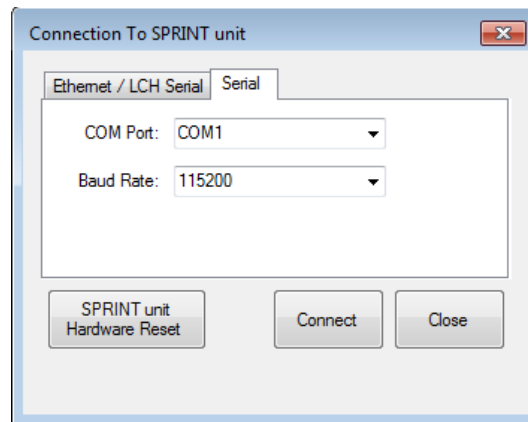 Connection To SPRINT unit
Ethernet / LCH Serial Serial
COM Port: COM1
Baud Rate: 115200
SPRINT unit
Hardware Reset
Connect
Close